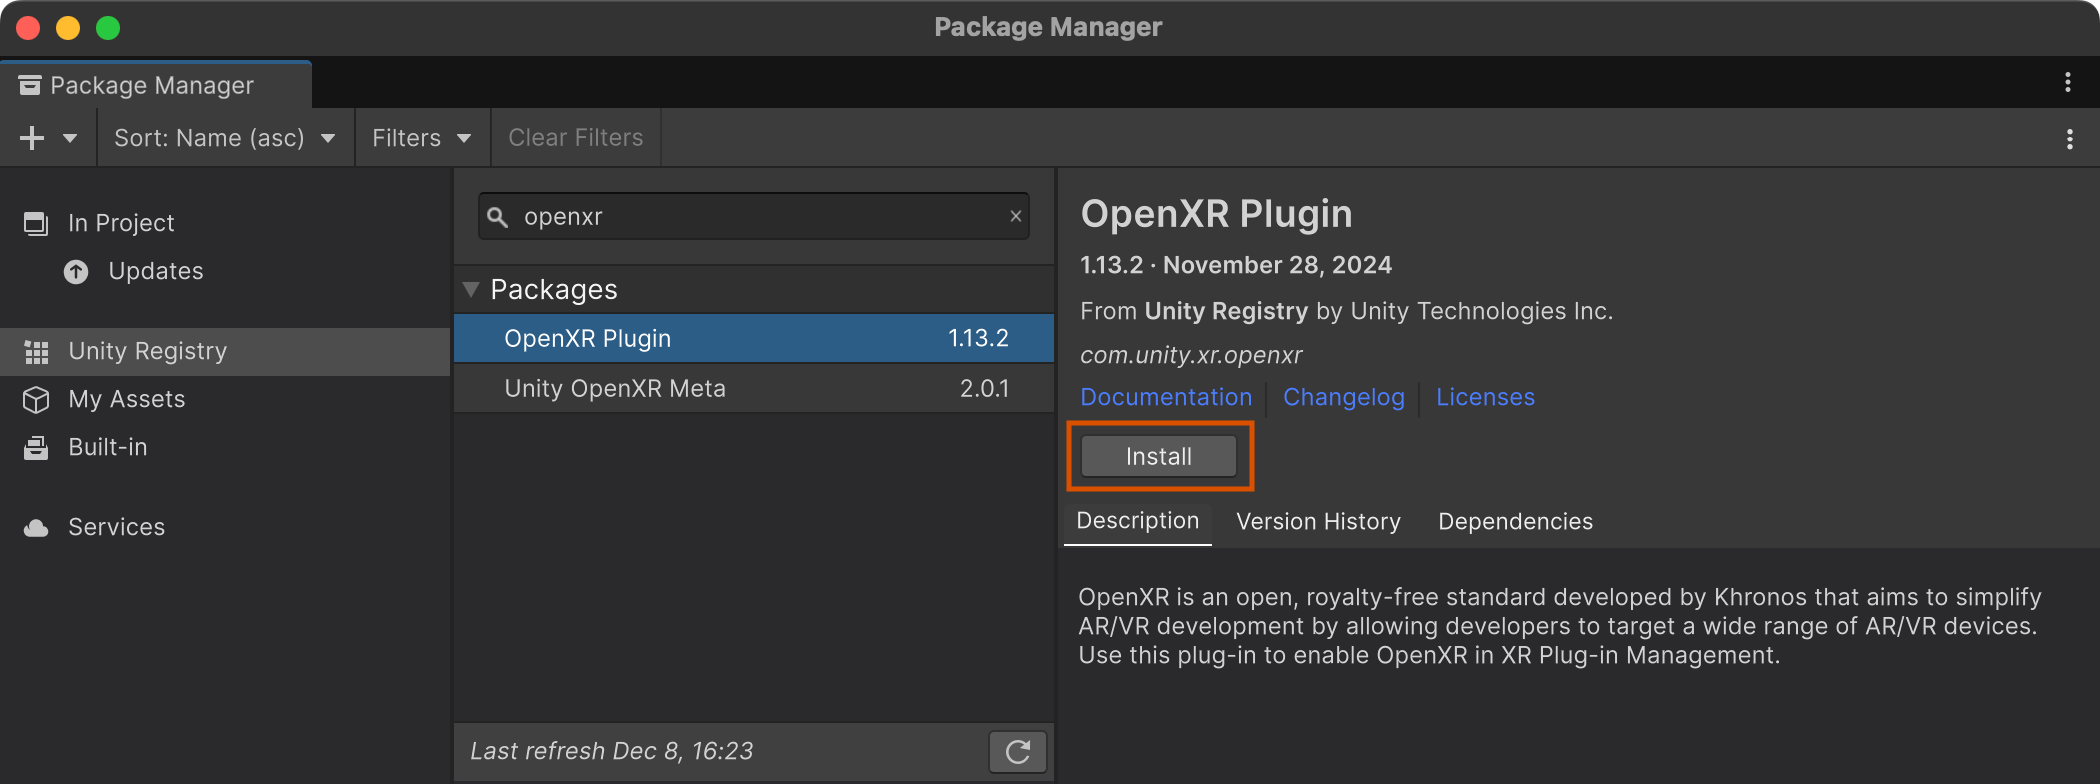 Package Manager
Package Manager
Sort: Name (asc)
Filters
Clear Filters
In Project
Updates
Unity Registry
My Assets
Built-in
Services
openxr
Packages
OpenXR Plugin 1.13.2
Unity OpenXR Meta 2.0.1
Last refresh Dec 8, 16:23
OpenXR Plugin
1.13.2 · November 28, 2024
From Unity Registry by Unity Technologies Inc.
com.unity.xr.openxr
Documentation Changelog Licenses
Install
Description Version History Dependencies
OpenXR is an open, royalty-free standard developed by Khronos that aims to simplify
AR/VR development by allowing developers to target a wide range of AR/VR devices.
Use this plug-in to enable OpenXR in XR Plug-in Management.